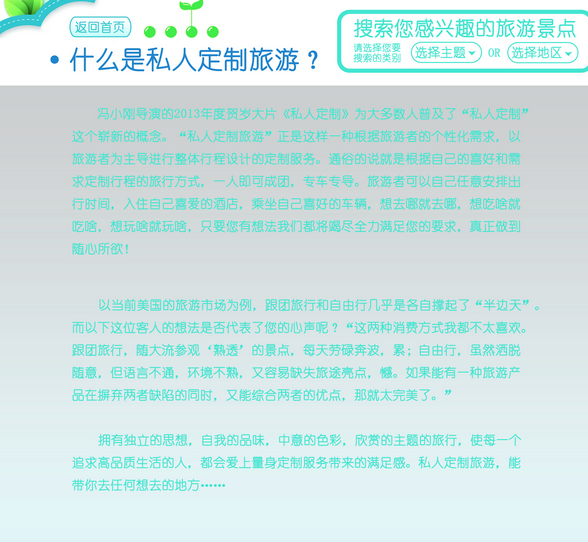 返回首页
搜索您感兴趣的旅游景点
请选择您要
搜索的类别
选择主题 OR 选择地区
•什么是私人定制旅游？
冯小刚导演的2013年度贺岁大片《私人定制》为大多数人普及了“私人定制”
这个崭新的概念。“私人定制旅游”正是这样一种根据旅游者的个性化需求，以
旅游者为主导进行整体行程设计的定制服务。通俗的说就是根据自己的喜好和需
求定制行程的旅行方式，一人即可成团，专车专导。旅游者可以自己任意安排出
行时间，入住自己喜爱的酒店，乘坐自己喜好的车辆，想去哪就去哪，想吃啥就
吃啥，想玩啥就玩啥，只要您有想法我们都将竭尽全力满足您的要求，真正做到
随心所欲！
以当前美国的旅游市场为例，跟团旅行和自由行几乎是各自撑起了“半边天”。
而以下这位客人的想法是否代表了您的心声呢？“这两种消费方式我都不太喜欢。
跟团旅行，随大流参观‘熟透’的景点，每天劳碌奔波，累；自由行，虽然洒脱
随意，但语言不通，环境不熟，又容易缺失旅途亮点，憾。如果能有一种旅游产
品在摒弃两者缺陷的同时，又能综合两者的优点，那就太完美了。”
拥有独立的思想，自我的品味，中意的色彩，欣赏的主题的旅行，使每一个
追求高品质生活的人，都会爱上量身定制服务带来的满足感。私人定制旅游，能
带你去任何想去的地方……